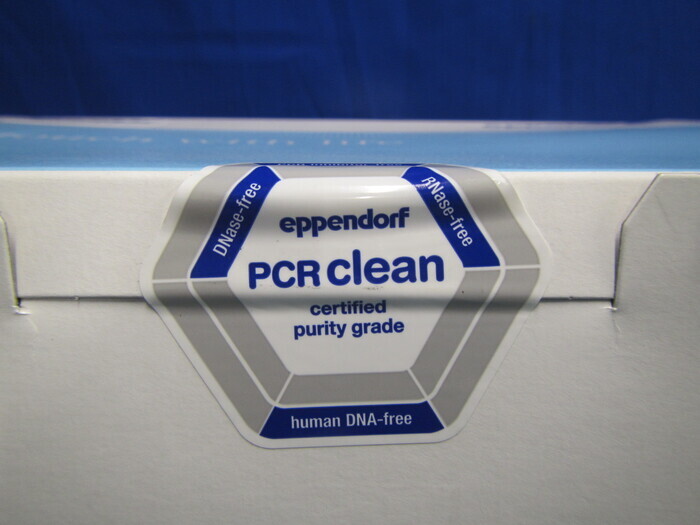 DNase-free
RNase-free
eppendorf
PCR clean
certified
purity grade
human DNA-free